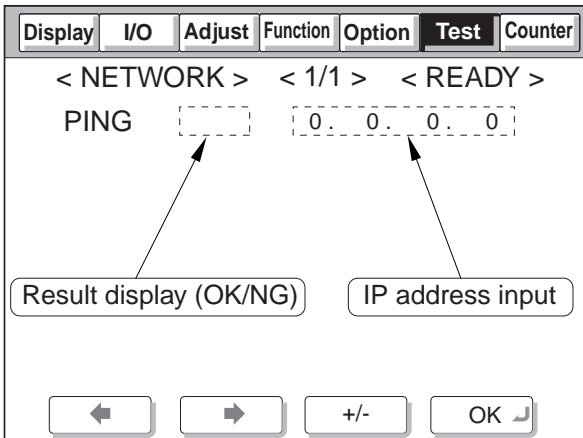 Display I/O Adjust Function Option Test Counter
< NETWORK > < 1/1 > < READY >
PING 0. 0. 0. 0
Result display (OK/NG) IP address input
+/- OK